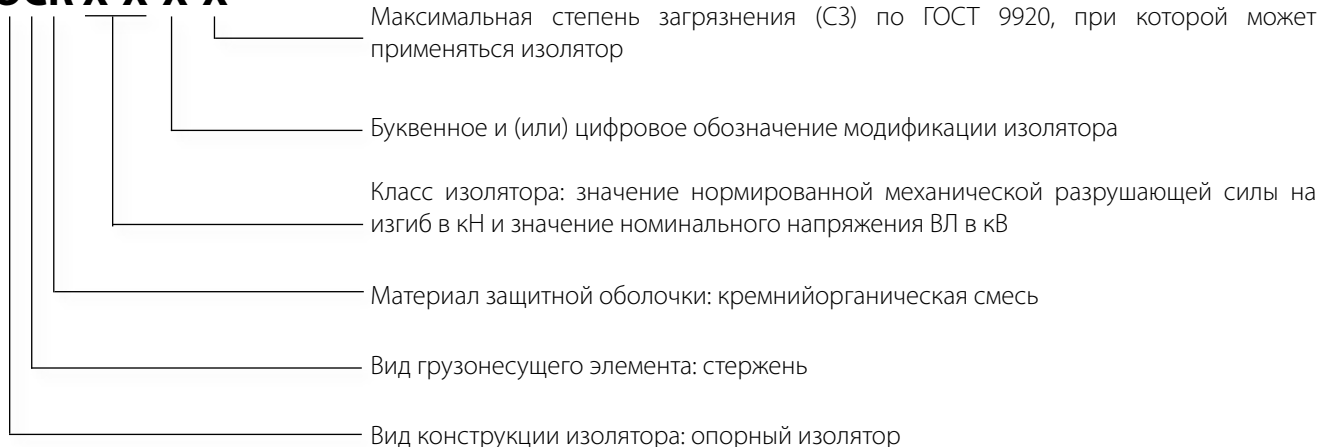 ОСК Х-Х-Х-Х
Максимальная степень загрязнения (СЗ) по ГОСТ 9920, при которой может
применяться изолятор
Буквенное и (или) цифровое обозначение модификации изолятора
Класс изолятора: значение нормированной механической разрушающей силы на
изгиб в кН и значение номинального напряжения ВЛ в кВ
Материал защитной оболочки: кремнийорганическая смесь
Вид грузонесущего элемента: стержень
Вид конструкции изолятора: опорный изолятор